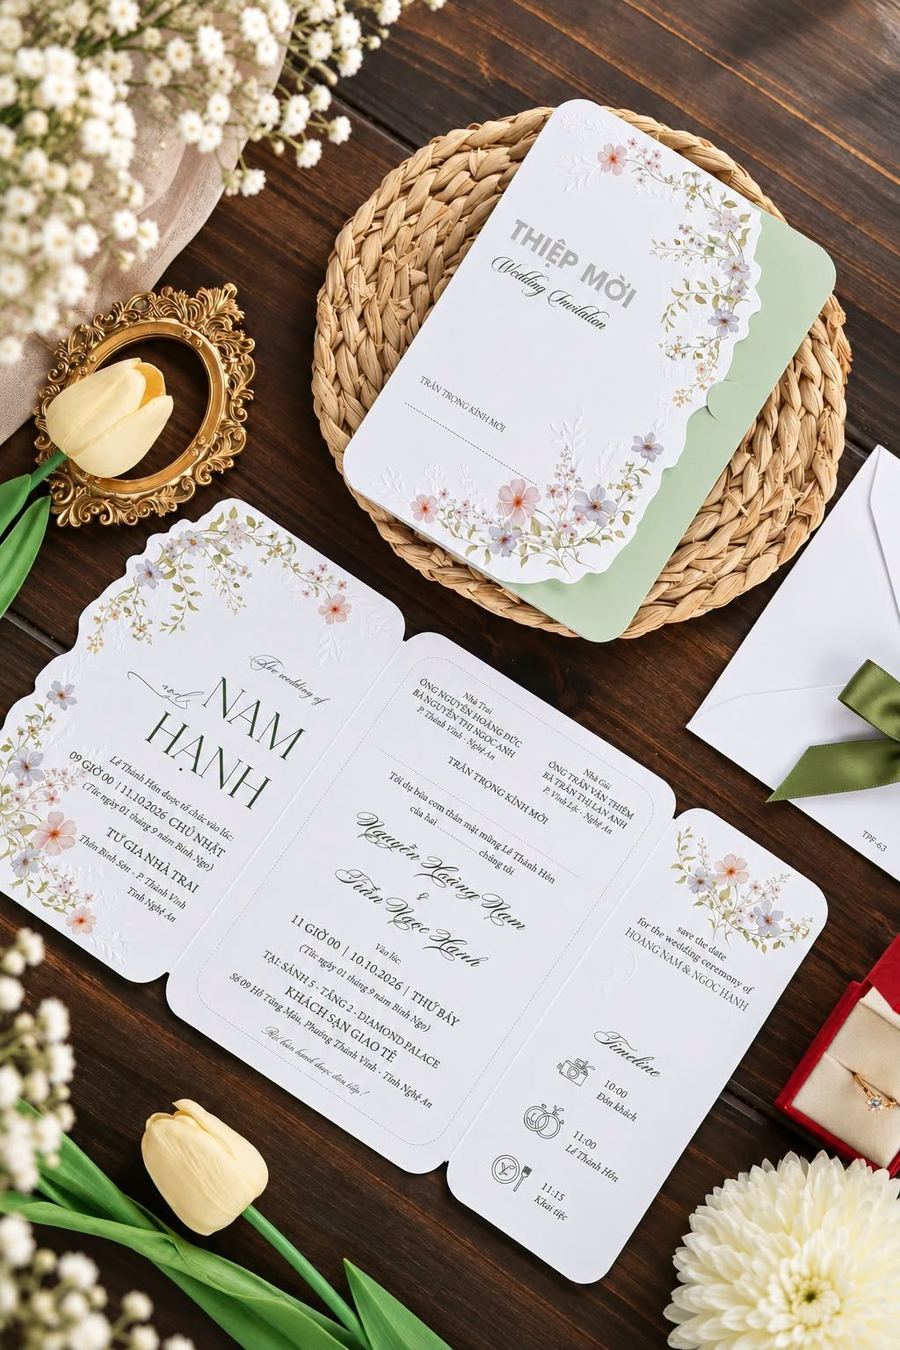 THIỆP MỜI
Wedding Invitation
TRÂN TRỌNG KÍNH MỜI
The wedding of
NAM
and
HẠNH
Lễ Thành Hôn được tổ chức vào lúc:
09 GIỜ 00 | 11.10.2026 CHỦ NHẬT
(Tức ngày 01 tháng 9 năm Bính Ngọ)
TƯ GIA NHÀ TRAI
Thôn Bình Sơn - P. Thành Vinh
Tỉnh Nghệ An
Nhà Trai
ÔNG NGUYỄN HOÀNG ĐỨC
BÀ NGUYỄN THỊ NGỌC ANH
P. Thành Vinh - Nghệ An
Nhà Gái
ÔNG TRẦN VĂN THIÊM
BÀ TRẦN THỊ LAN ANH
P. Vinh Lộc - Nghệ An
TRÂN TRỌNG KÍNH MỜI
Tới dự bữa cơm thân mật mừng Lễ Thành Hôn
của hai chúng tôi
Nguyễn Hoàng Nam
&
Trần Ngọc Hạnh
Vào lúc
11 GIỜ 00 | 10.10.2026 | THỨ BẢY
(Tức ngày 01 tháng 9 năm Bính Ngọ)
TẠI: SẢNH 5 - TẦNG 2 - DIAMOND PALACE
KHÁCH SẠN GIAO TẾ
Số 09 Hồ Tùng Mậu, Phường Thành Vinh - Tỉnh Nghệ An
Rất hân hạnh được đón tiếp!
save the date
for the wedding ceremony of
HOÀNG NAM & NGỌC HẠNH
Timeline
10:00
Đón khách
11:00
Lễ Thành Hôn
11:15
Khai tiệc
TPF-63